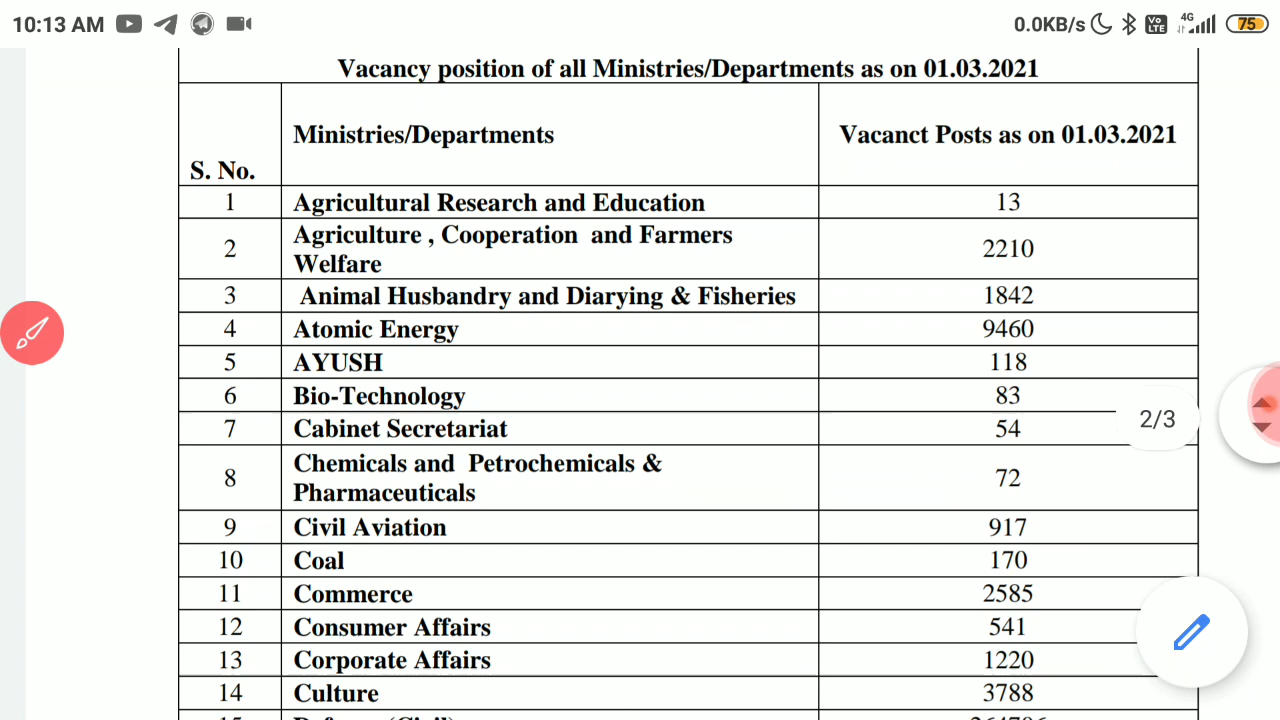 10:13 AM
0.0KB/s
Vo LTE
4G
75
Vacancy position of all Ministries/Departments as on 01.03.2021
S. No. Ministries/Departments Vacanct Posts as on 01.03.2021
1 Agricultural Research and Education 13
2 Agriculture , Cooperation and Farmers Welfare 2210
3 Animal Husbandry and Diarying & Fisheries 1842
4 Atomic Energy 9460
5 AYUSH 118
6 Bio-Technology 83
7 Cabinet Secretariat 54
2/3
8 Chemicals and Petrochemicals & Pharmaceuticals 72
9 Civil Aviation 917
10 Coal 170
11 Commerce 2585
12 Consumer Affairs 541
13 Corporate Affairs 1220
14 Culture 3788